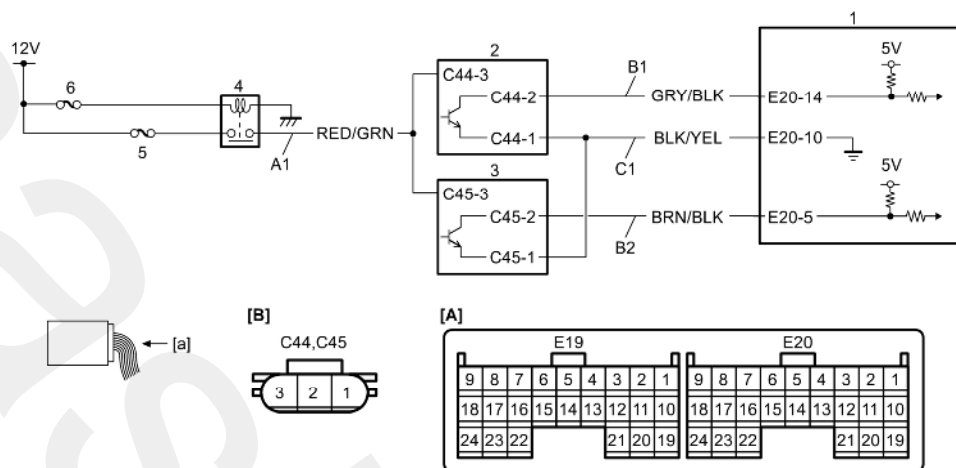 1
12V
2
5V
6
4
C44-3
B1
C44-2
GRY/BLK
E20-14
RED/GRN
C44-1
BLK/YEL
E20-10
5
A1
3
C1
5V
C45-3
C45-2
BRN/BLK
E20-5
C45-1
B2
[B]
[A]
[a]
C44,C45
3 2 1
E19
E20
9 8 7 6 5 4 3 2 1
9 8 7 6 5 4 3 2 1
18 17 16 15 14 13 12 11 10
18 17 16 15 14 13 12 11 10
24 23 22 21 20 19
24 23 22 21 20 19